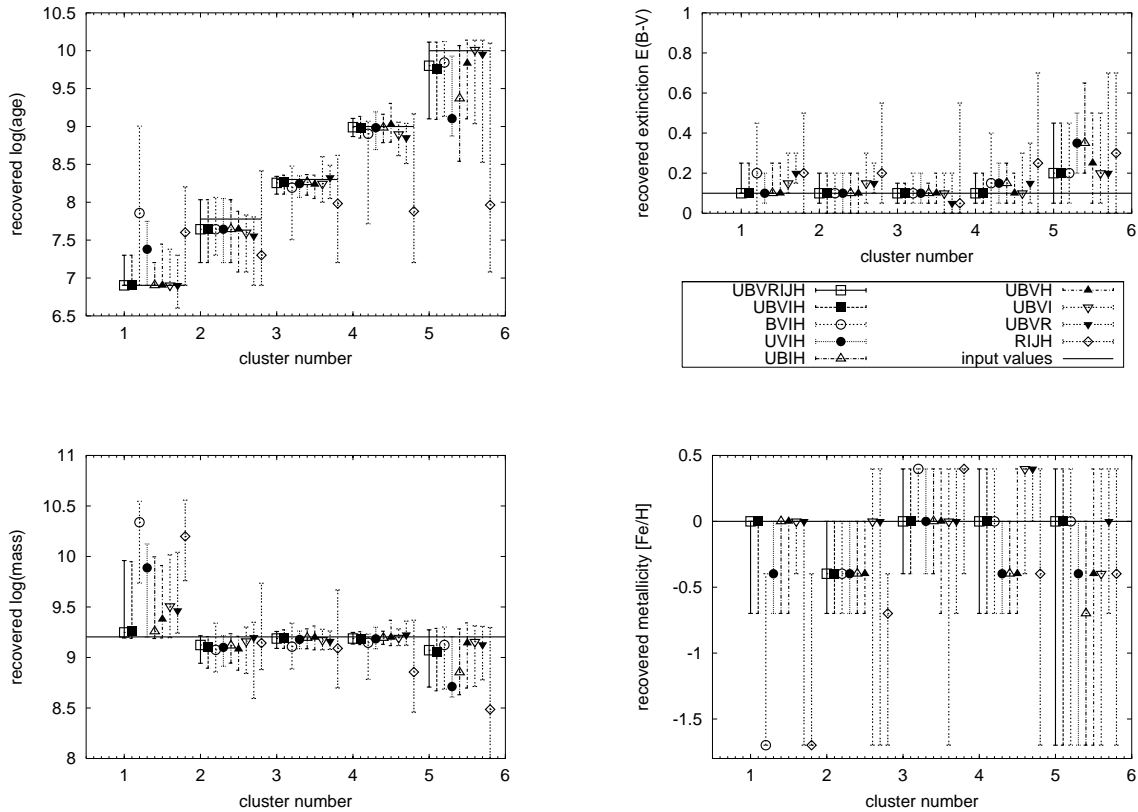 10
9.5
9
8.5
8
7.5
7
6.5
1 2 3 4 5 6
recovered log(age)
cluster number
1
0.8
0.6
0.4
0.2
0
1 2 3 4 5 6
recovered extinction E(B-V)
cluster number
UBVRIJH
UBVIH
BVIH
UVIH
UBIH
UBVH
UBVI
UBVR
RIJH
input values
11
10.5
10
9.5
9
8.5
8
1 2 3 4 5 6
recovered log(mass)
cluster number
0.5
0
-0.5
-1
-1.5
1 2 3 4 5 6
recovered metallicity [Fe/H]
cluster number